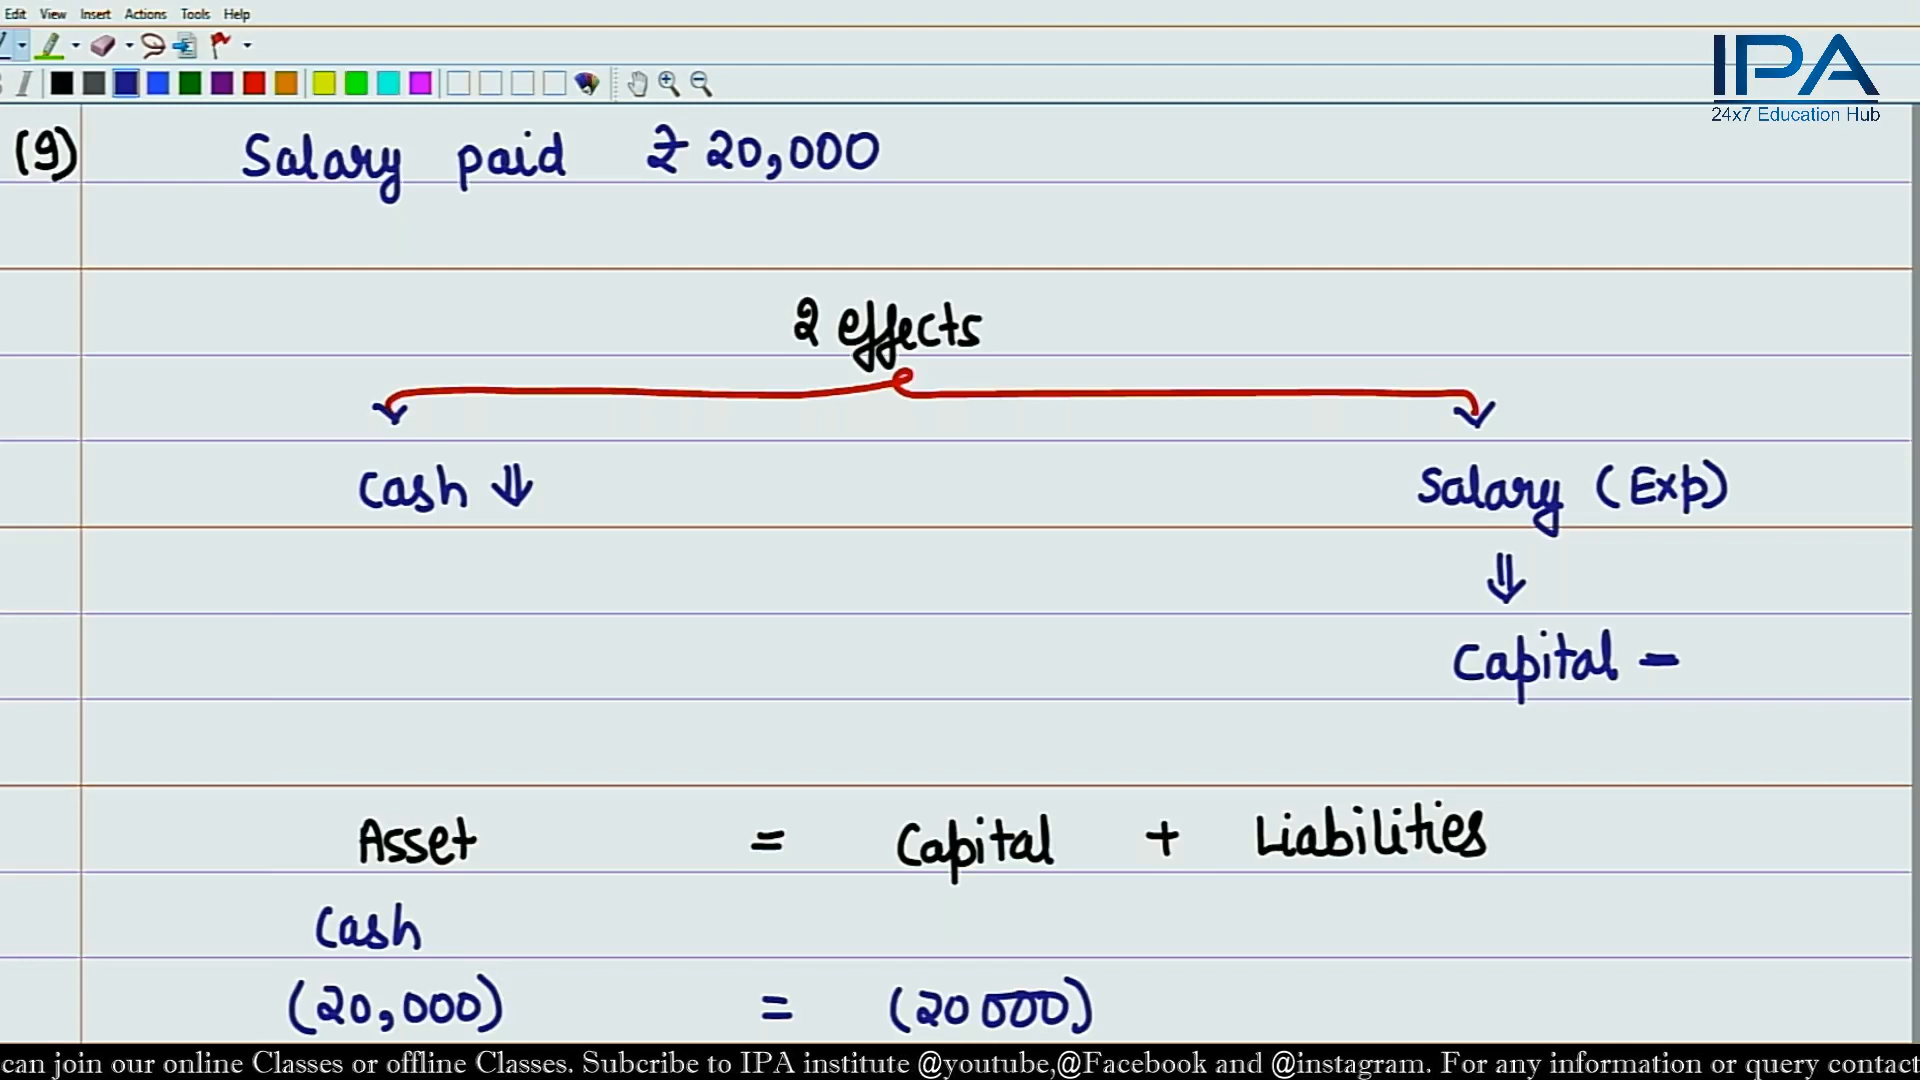 Edit View Insert Actions Tools Help
IPA
24x7 Education Hub
(9) Salary paid ₹ 20,000
2 effects
Cash ⇓ Salary (Exp)
⇓
Capital -
Asset = Capital + Liabilities
Cash
(20,000) = (20000)
can join our online Classes or offline Classes. Subcribe to IPA institute @youtube,@Facebook and @instagram. For any information or query contact